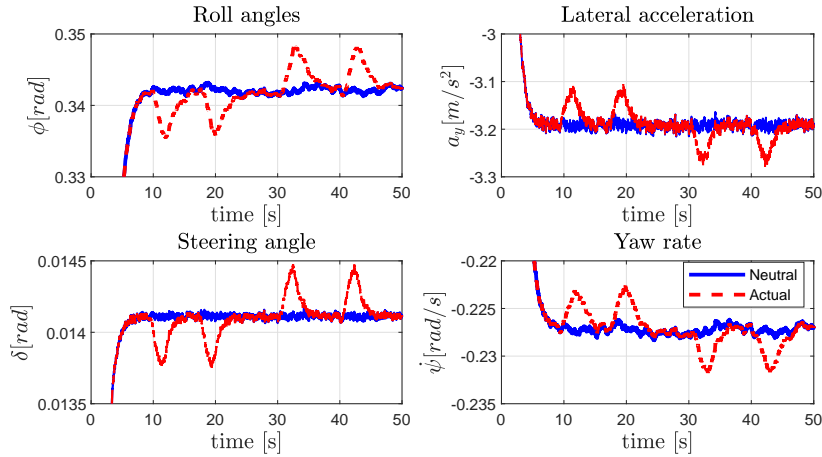 Roll angles
0.35
0.34
0.33
ϕ[rad]
0 10 20 30 40 50
time [s]
Lateral acceleration
-3
-3.1
-3.2
-3.3
a_y[m/s²]
0 10 20 30 40 50
time [s]
Steering angle
0.0145
0.014
0.0135
δ[rad]
0 10 20 30 40 50
time [s]
Yaw rate
-0.22
-0.225
-0.23
-0.235
ψ̇[rad/s]
Neutral
Actual
0 10 20 30 40 50
time [s]